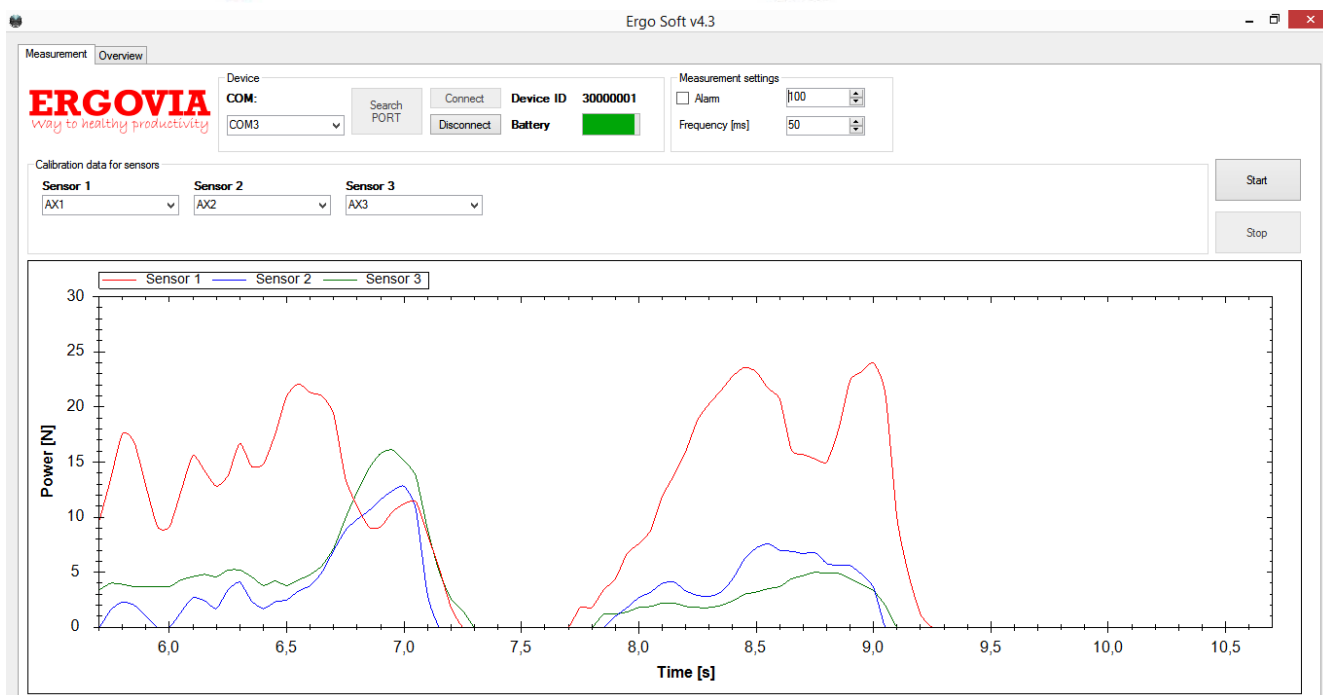 Ergo Soft v4.3
Measurement Overview
ERGOVIA
Way to healthy productivity
Device
COM:
COM3
Search PORT
Connect
Disconnect
Device ID 30000001
Battery
Measurement settings
Alarm 100
Frequency [ms] 50
Calibration data for sensors
Sensor 1 Sensor 2 Sensor 3
AX1 AX2 AX3
Start
Stop
Sensor 1 Sensor 2 Sensor 3
30
25
20
15
10
5
0
Power [N]
6,0 6,5 7,0 7,5 8,0 8,5 9,0 9,5 10,0 10,5
Time [s]